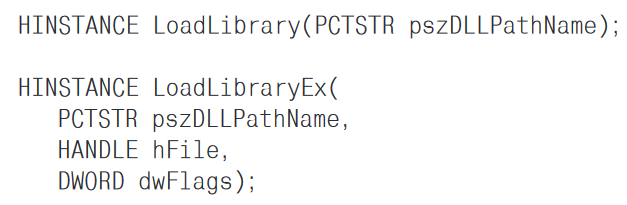 HINSTANCE LoadLibrary(PCTSTR pszDLLPathName);
HINSTANCE LoadLibraryEx(
PCTSTR pszDLLPathName,
HANDLE hFile,
DWORD dwFlags);